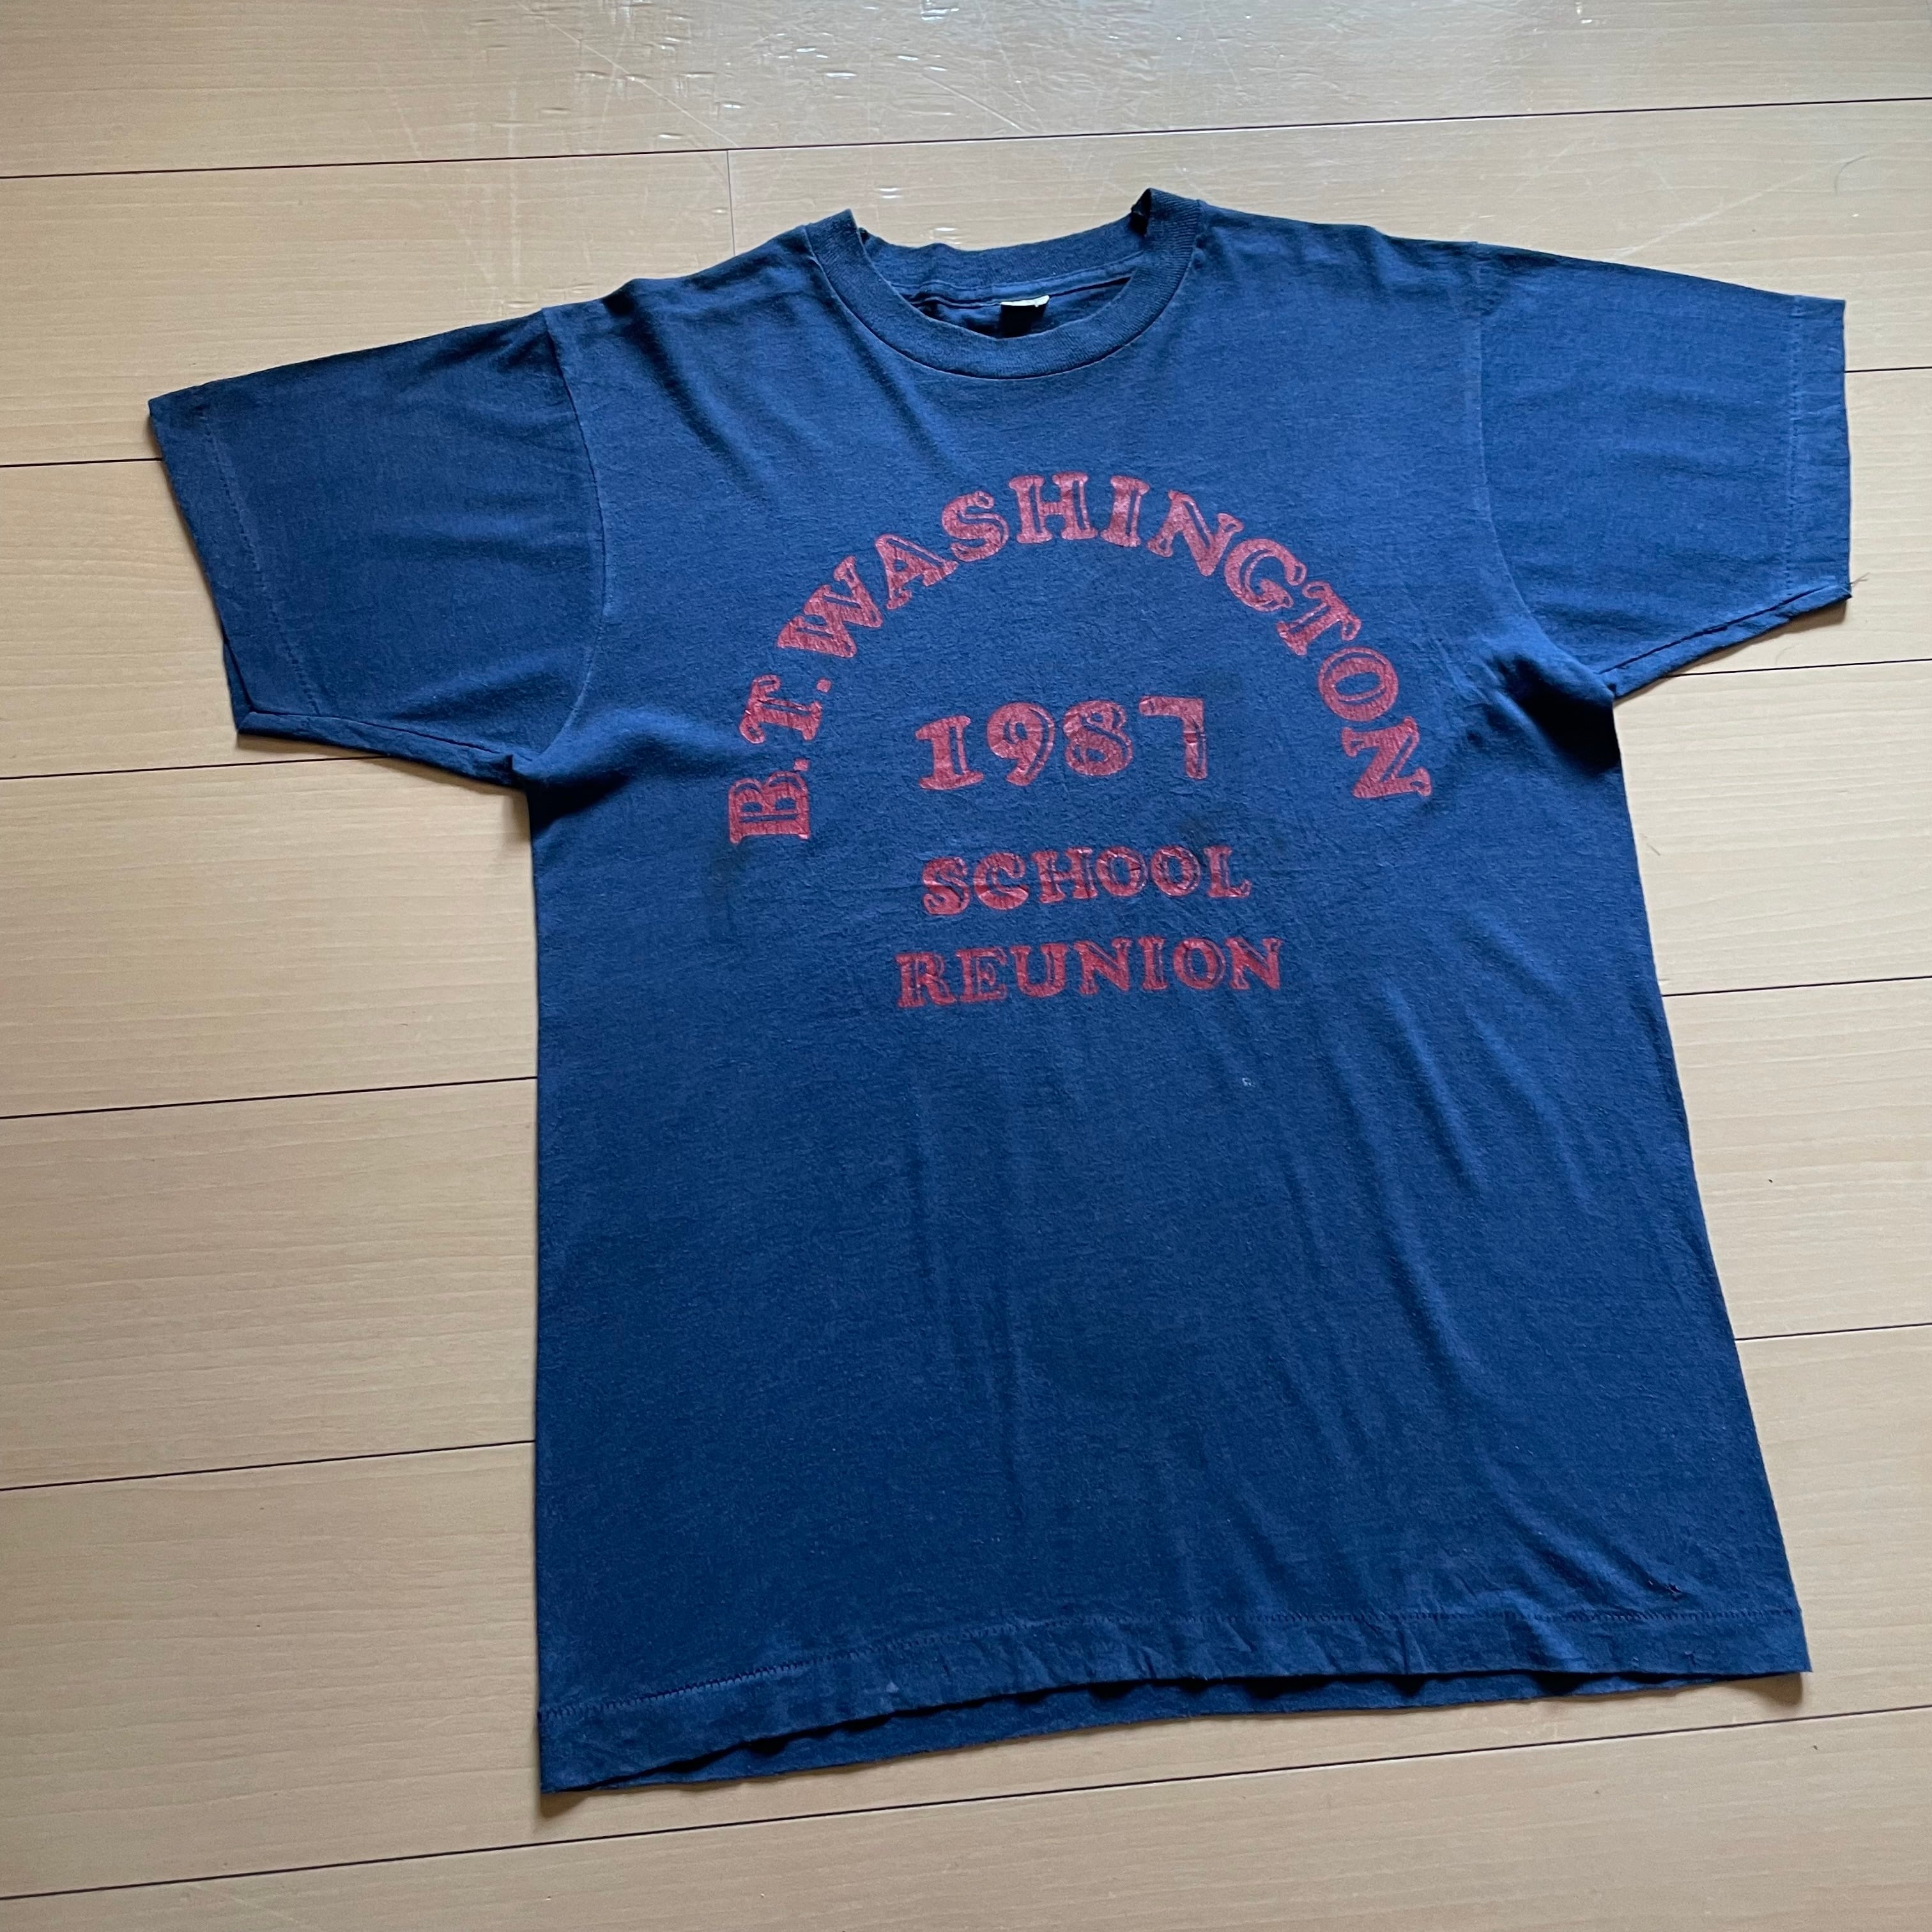 B.T. WASHINGTON
1987
SCHOOL
REUNION